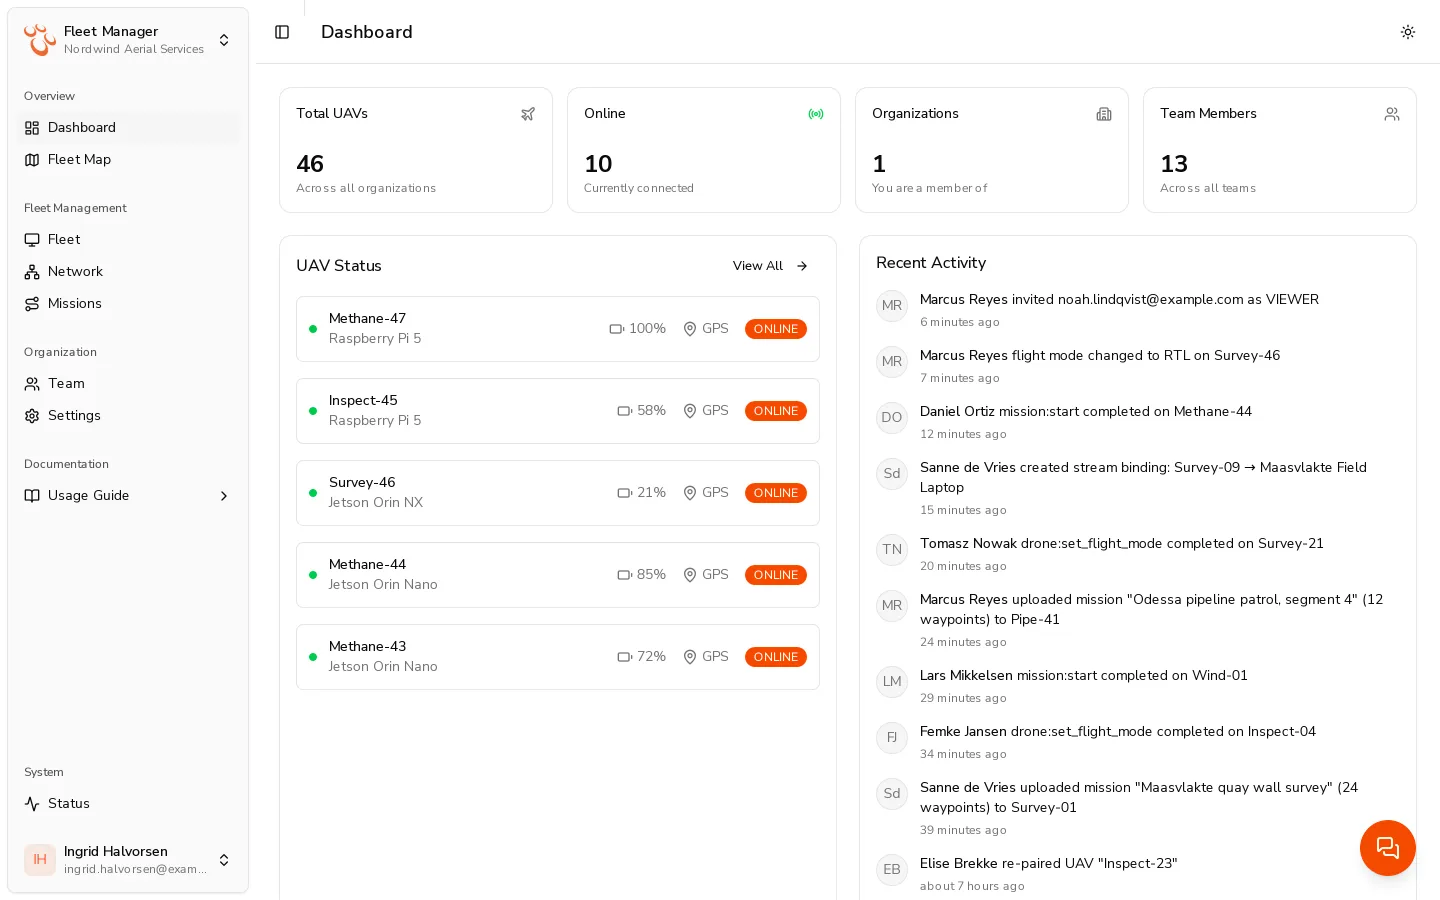 Fleet Manager
Nordwind Aerial Services
Overview
Dashboard
Fleet Map
Fleet Management
Fleet
Network
Missions
Organization
Team
Settings
Documentation
Usage Guide
System
Status
IH
Ingrid Halvorsen
ingrid.halvorsen@exam...
Dashboard
Total UAVs
46
Across all organizations
Online
10
Currently connected
Organizations
1
You are a member of
Team Members
13
Across all teams
UAV Status
View All
Methane-47
Raspberry Pi 5
100% GPS ONLINE
Inspect-45
Raspberry Pi 5
58% GPS ONLINE
Survey-46
Jetson Orin NX
21% GPS ONLINE
Methane-44
Jetson Orin Nano
85% GPS ONLINE
Methane-43
Jetson Orin Nano
72% GPS ONLINE
Recent Activity
MR
Marcus Reyes invited noah.lindqvist@example.com as VIEWER
6 minutes ago
MR
Marcus Reyes flight mode changed to RTL on Survey-46
7 minutes ago
DO
Daniel Ortiz mission:start completed on Methane-44
12 minutes ago
Sd
Sanne de Vries created stream binding: Survey-09 → Maasvlakte Field
Laptop
15 minutes ago
TN
Tomasz Nowak drone:set_flight_mode completed on Survey-21
20 minutes ago
MR
Marcus Reyes uploaded mission "Odessa pipeline patrol, segment 4" (12
waypoints) to Pipe-41
24 minutes ago
LM
Lars Mikkelsen mission:start completed on Wind-01
29 minutes ago
FJ
Femke Jansen drone:set_flight_mode completed on Inspect-04
34 minutes ago
Sd
Sanne de Vries uploaded mission "Maasvlakte quay wall survey" (24
waypoints) to Survey-01
39 minutes ago
EB
Elise Brekke re-paired UAV "Inspect-23"
about 7 hours ago